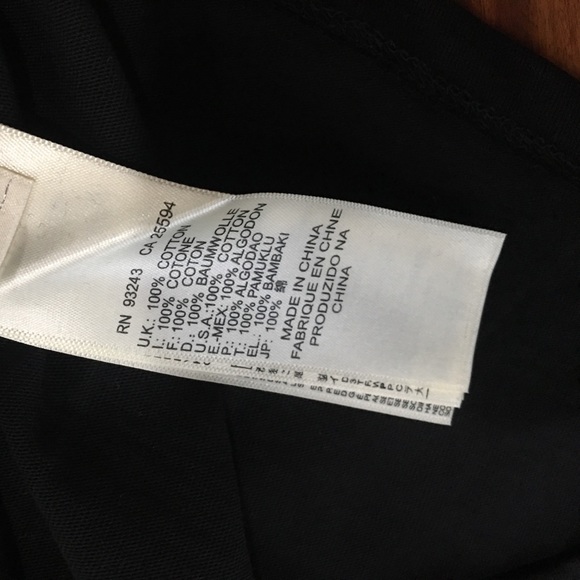 RN 93243 CA 35594
U.K.: 100% COTTON
I.: 100% COTONE
F.: 100% COTON
D.: 100% BAUMWOLLE
U.S.A.:100% COTTON
E.-MEX: 100% ALGODON
P.: 100% ALGODAO
T.: 100% PAMUKLU
EL.: 100% BAMBAKI
JP.: 100% 綿
MADE IN CHINA
FABRIQUE EN CHNE
PRODUZIDO NA
CHINA